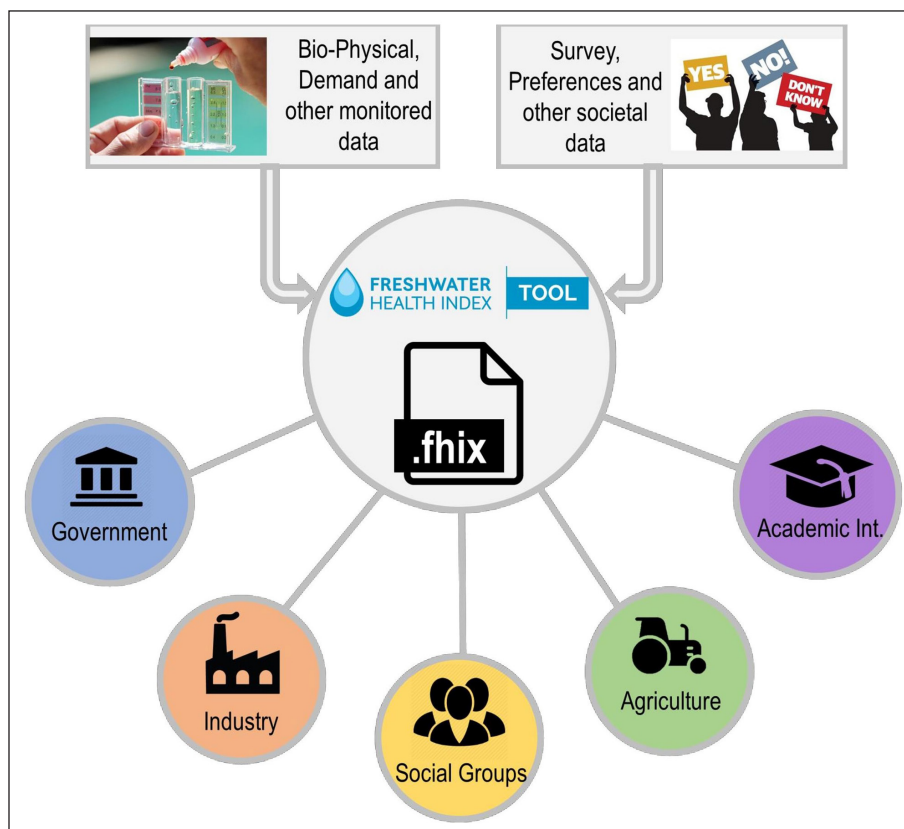 Bio-Physical,
Demand and
other monitored
data
Survey,
Preferences and
other societal
data
YES
NO!
DON'T
KNOW
FRESHWATER
HEALTH INDEX
TOOL
.fhix
Government
Academic Int.
Industry
Agriculture
Social Groups